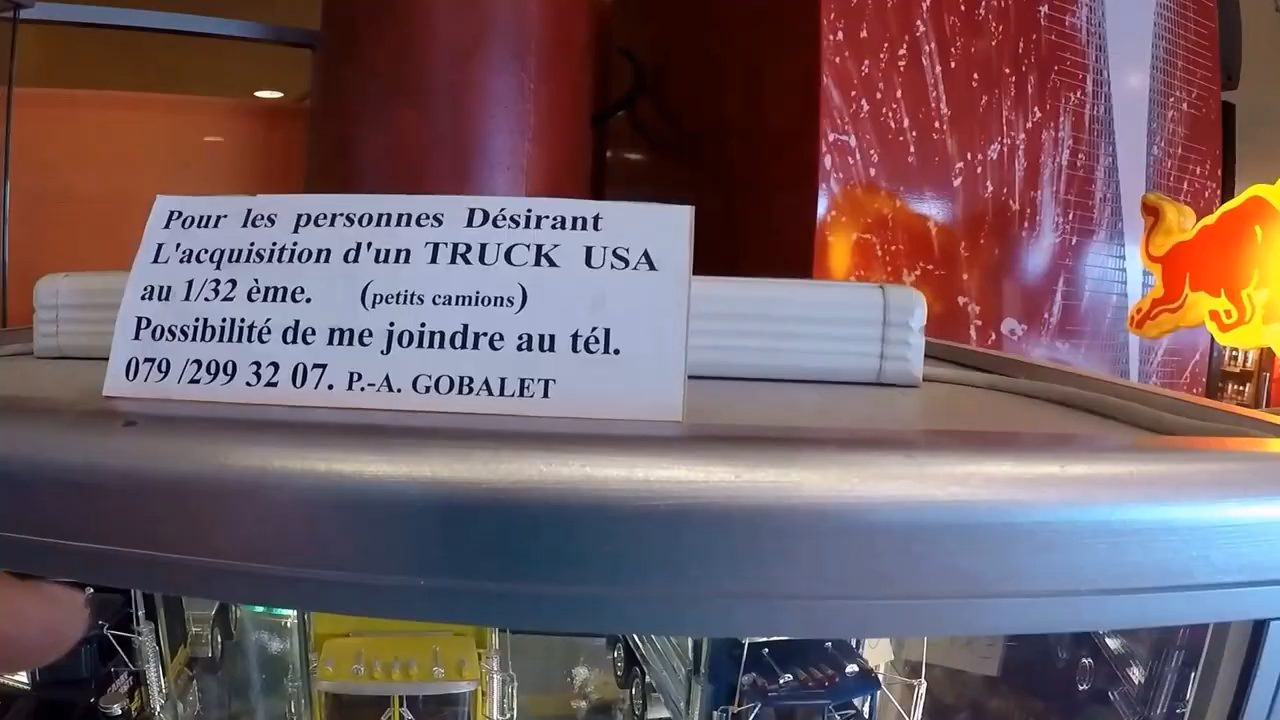 Pour les personnes Désirant
L'acquisition d'un TRUCK USA
au 1/32 ème. (petits camions)
Possibilité de me joindre au tél.
079 /299 32 07. P.-A. GOBALET